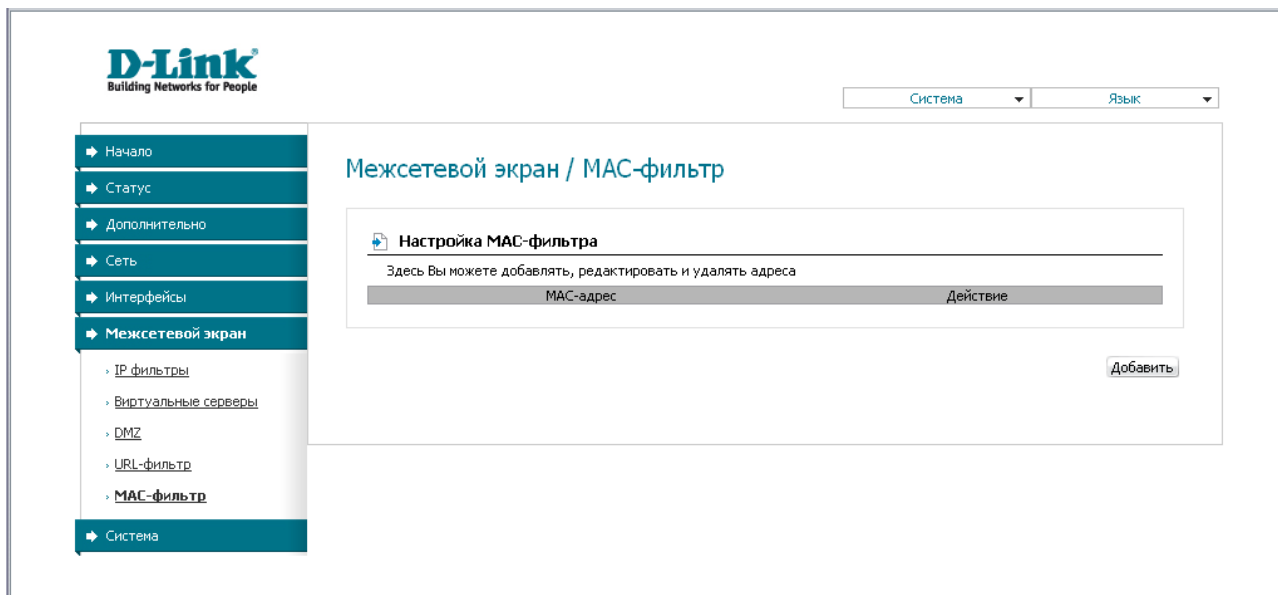 D-Link
Building Networks for People
Система
Язык
Начало
Статус
Дополнительно
Сеть
Интерфейсы
Межсетевой экран
IP фильтры
Виртуальные серверы
DMZ
URL-фильтр
MAC-фильтр
Система
Межсетевой экран / MAC-фильтр
Настройка MAC-фильтра
Здесь Вы можете добавлять, редактировать и удалять адреса
MAC-адрес Действие
Добавить